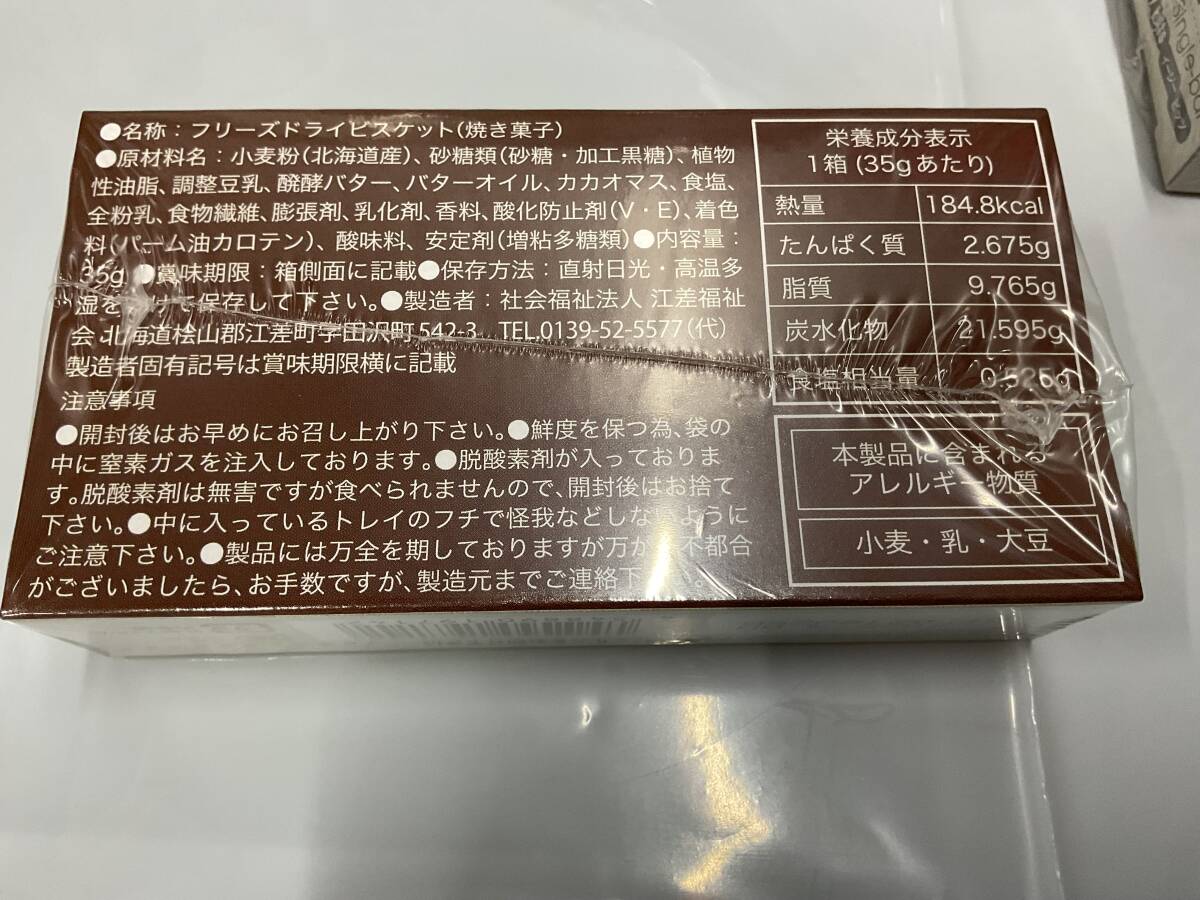 ●名称：フリーズドライビスケット(焼き菓子)
●原材料名：小麦粉(北海道産)、砂糖類(砂糖・加工黒糖)、植物
性油脂、調整豆乳、醗酵バター、バターオイル、カカオマス、食塩、
全粉乳、食物繊維、膨張剤、乳化剤、香料、酸化防止剤(V・E)、着色
料(パーム油カロテン)、酸味料、安定剤(増粘多糖類)●内容量：
35g ●賞味期限：箱側面に記載●保存方法：直射日光・高温多
湿をさけて保存して下さい。●製造者：社会福祉法人 江差福祉
会 北海道桧山郡江差町字田沢町542-3 TEL.0139-52-5577(代)
製造者固有記号は賞味期限横に記載
注意事項
●開封後はお早めにお召し上がり下さい。●鮮度を保つ為、袋の
中に窒素ガスを注入しております。●脱酸素剤が入っておりま
す。脱酸素剤は無害ですが食べられませんので、開封後はお捨て
下さい。●中に入っているトレイのフチで怪我などしないように
ご注意下さい。●製品には万全を期しておりますが万が一不都合
がございましたら、お手数ですが、製造元までご連絡下さい。
栄養成分表示
1箱 (35gあたり)
熱量 184.8kcal
たんぱく質 2.675g
脂質 9.765g
炭水化物 21.595g
食塩相当量 0.525g
本製品に含まれる
アレルギー物質
小麦・乳・大豆